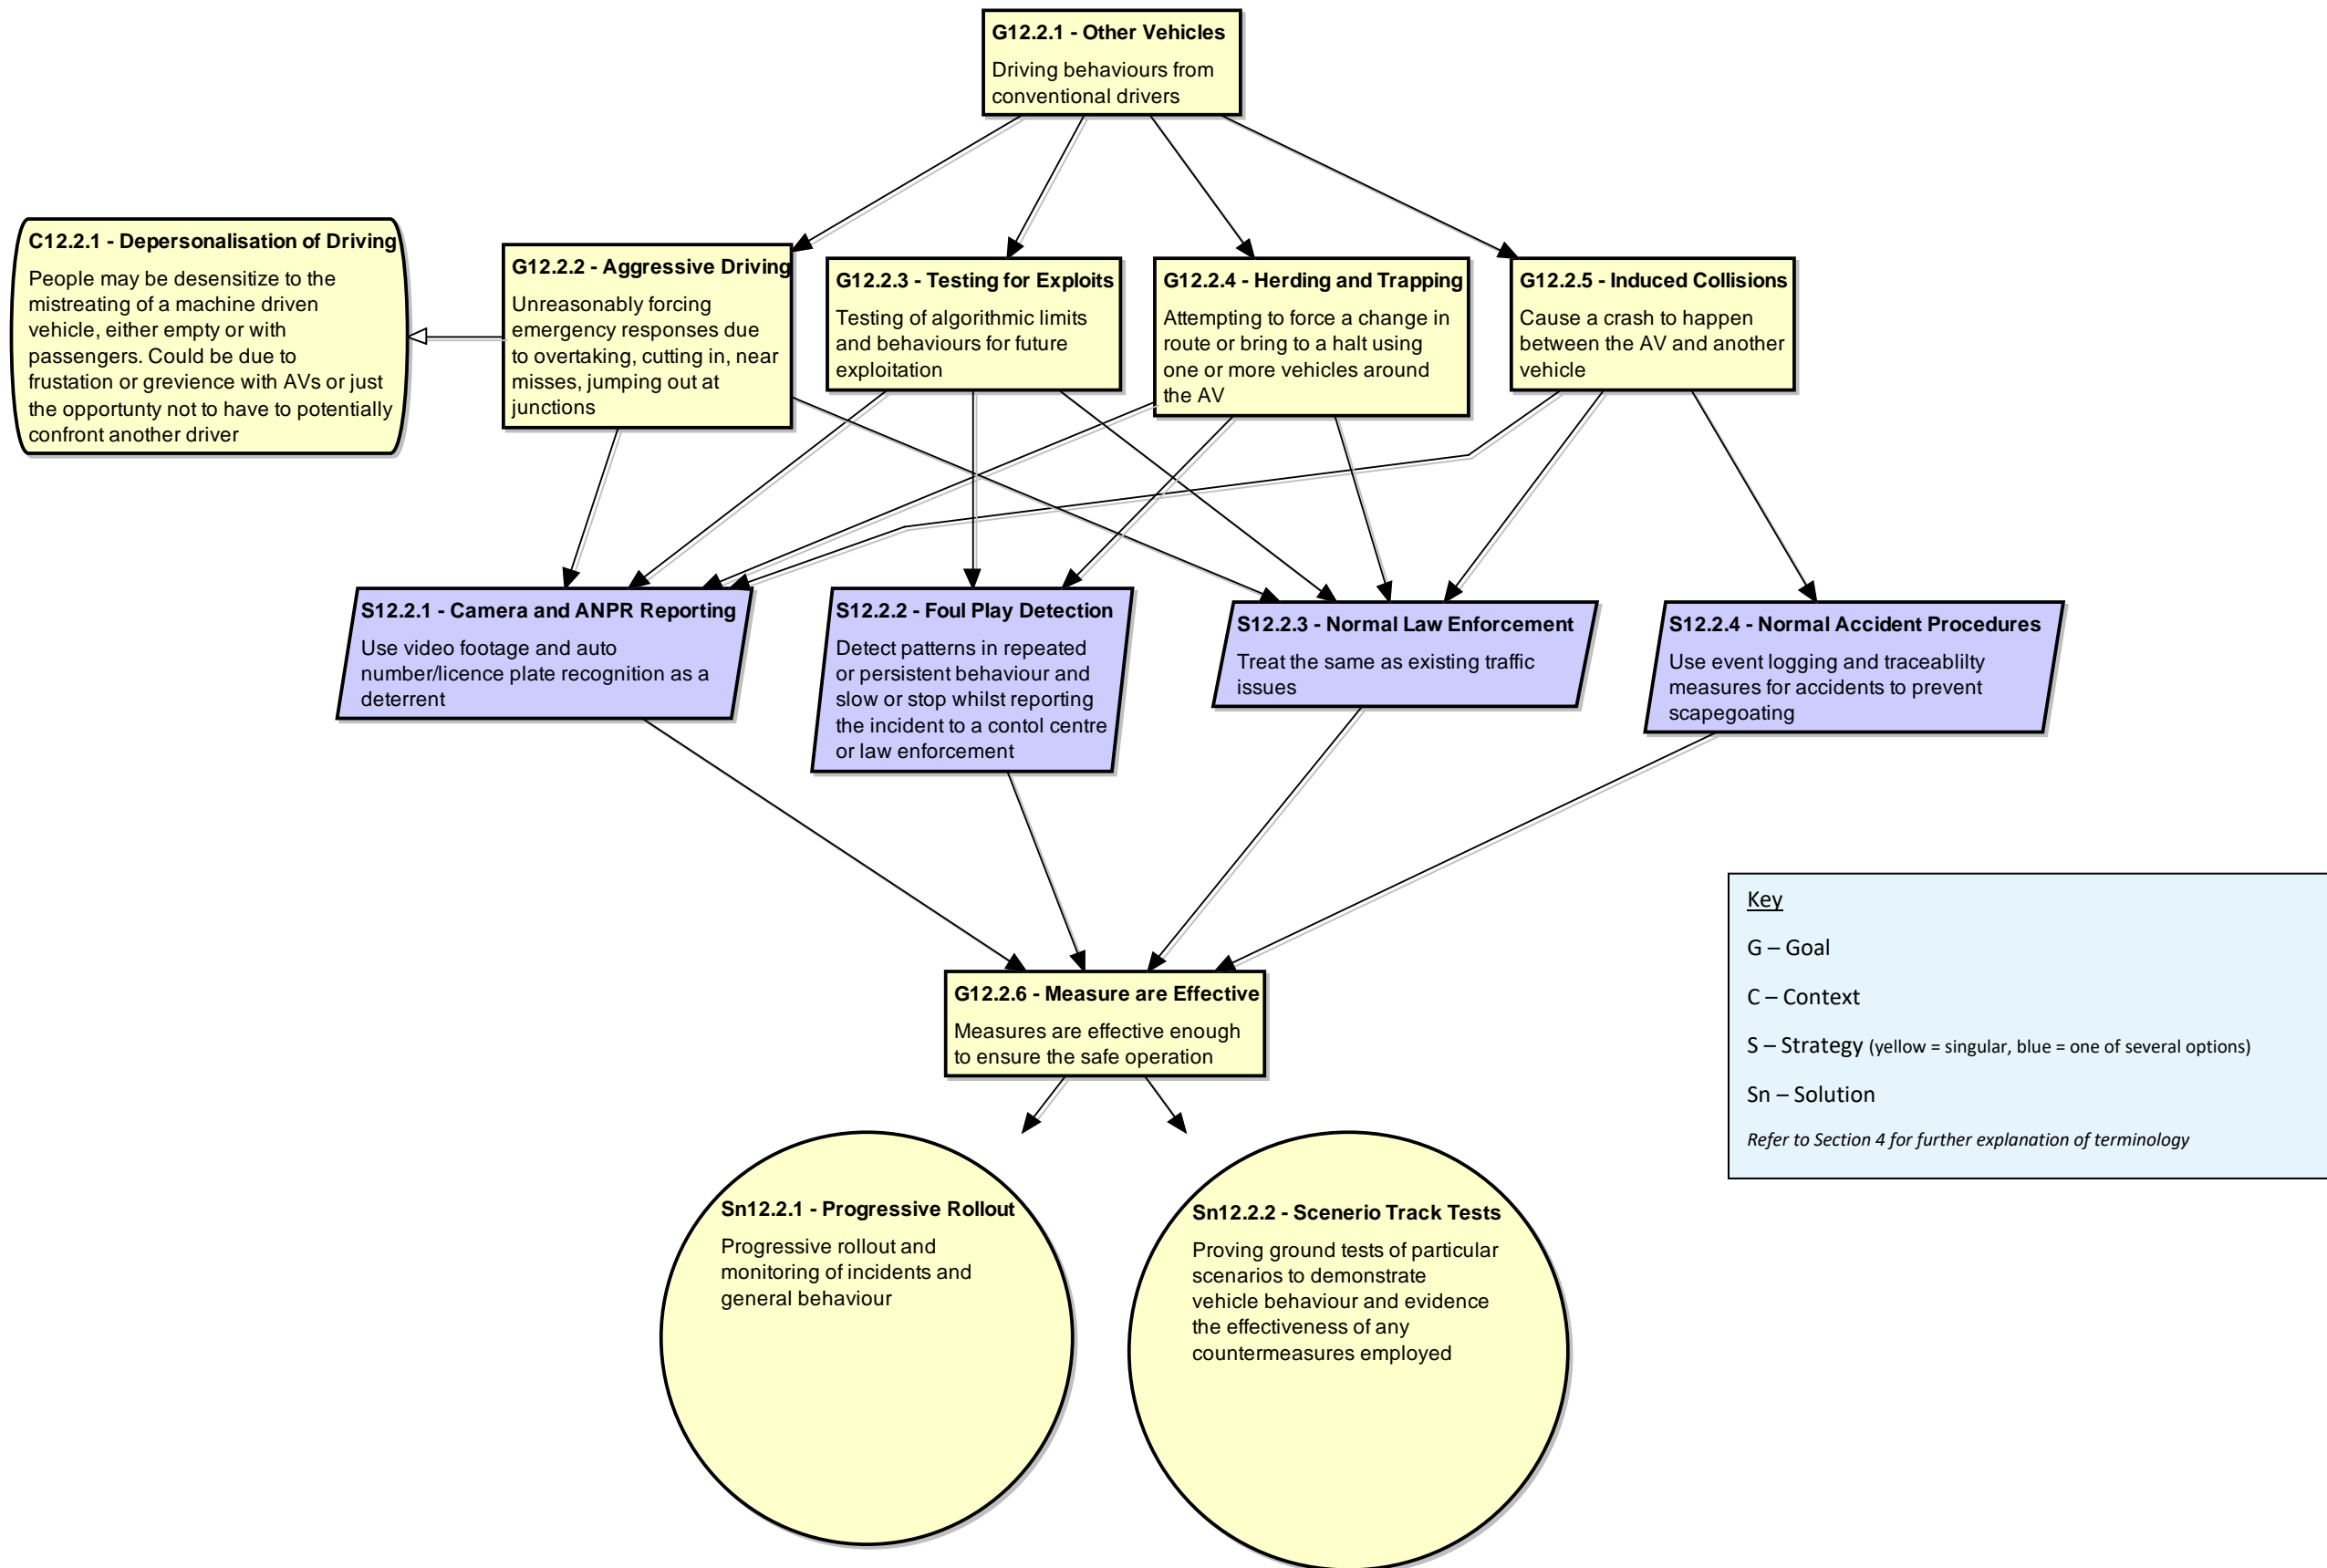 G12.2.1 - Other Vehicles
Driving behaviours from
conventional drivers
C12.2.1 - Depersonalisation of Driving
People may be desensitize to the
mistreating of a machine driven
vehicle, either empty or with
passengers. Could be due to
frustation or grevience with AVs or just
the opportunty not to have to potentially
confront another driver
G12.2.2 - Aggressive Driving
Unreasonably forcing
emergency responses due
to overtaking, cutting in, near
misses, jumping out at
junctions
G12.2.3 - Testing for Exploits
Testing of algorithmic limits
and behaviours for future
exploitation
G12.2.4 - Herding and Trapping
Attempting to force a change in
route or bring to a halt using
one or more vehicles around
the AV
G12.2.5 - Induced Collisions
Cause a crash to happen
between the AV and another
vehicle
S12.2.1 - Camera and ANPR Reporting
Use video footage and auto
number/licence plate recognition as a
deterrent
S12.2.2 - Foul Play Detection
Detect patterns in repeated
or persistent behaviour and
slow or stop whilst reporting
the incident to a contol centre
or law enforcement
S12.2.3 - Normal Law Enforcement
Treat the same as existing traffic
issues
S12.2.4 - Normal Accident Procedures
Use event logging and traceablilty
measures for accidents to prevent
scapegoating
G12.2.6 - Measure are Effective
Measures are effective enough
to ensure the safe operation
Key
G – Goal
C – Context
S – Strategy (yellow = singular, blue = one of several options)
Sn – Solution
Refer to Section 4 for further explanation of terminology
Sn12.2.1 - Progressive Rollout
Progressive rollout and
monitoring of incidents and
general behaviour
Sn12.2.2 - Scenerio Track Tests
Proving ground tests of particular
scenarios to demonstrate
vehicle behaviour and evidence
the effectiveness of any
countermeasures employed